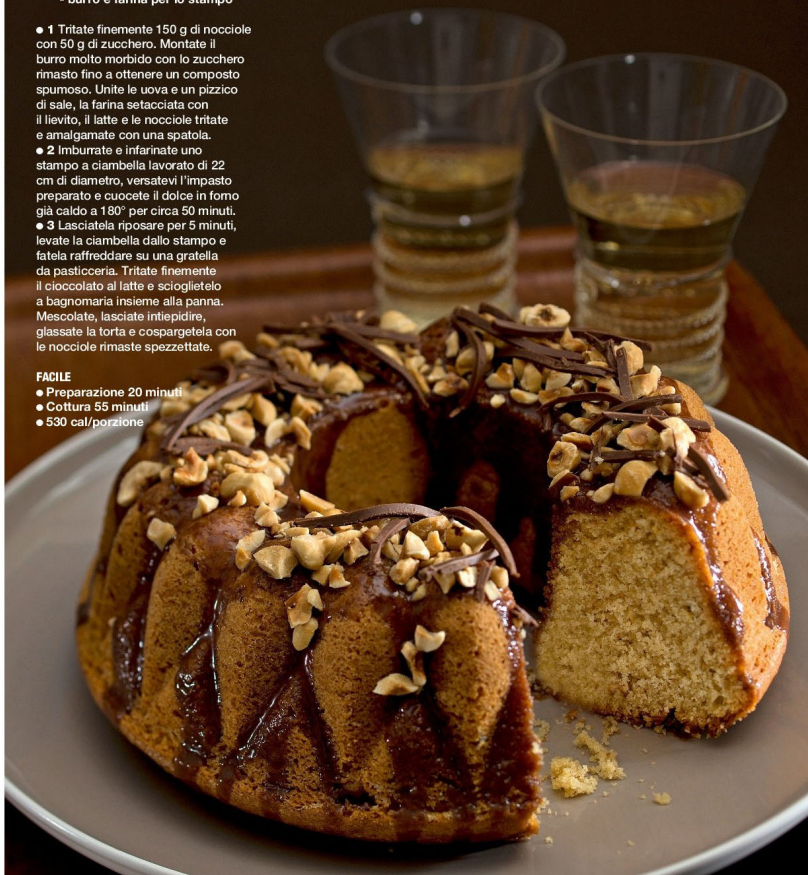 - burro e farina per lo stampo
● 1 Tritate finemente 150 g di nocciole
con 50 g di zucchero. Montate il
burro molto morbido con lo zucchero
rimasto fino a ottenere un composto
spumoso. Unite le uova e un pizzico
di sale, la farina setacciata con
il lievito, il latte e le nocciole tritate
e amalgamate con una spatola.
● 2 Imburrate e infarinate uno
stampo a ciambella lavorato di 22
cm di diametro, versatevi l'impasto
preparato e cuocete il dolce in forno
già caldo a 180° per circa 50 minuti.
● 3 Lasciatela riposare per 5 minuti,
levate la ciambella dallo stampo e
fatela raffreddare su una gratella
da pasticceria. Tritate finemente
il cioccolato al latte e scioglietelo
a bagnomaria insieme alla panna.
Mescolate, lasciate intiepidire,
glassate la torta e cospargetela con
le nocciole rimaste spezzettate.
FACILE
● Preparazione 20 minuti
● Cottura 55 minuti
● 530 cal/porzione